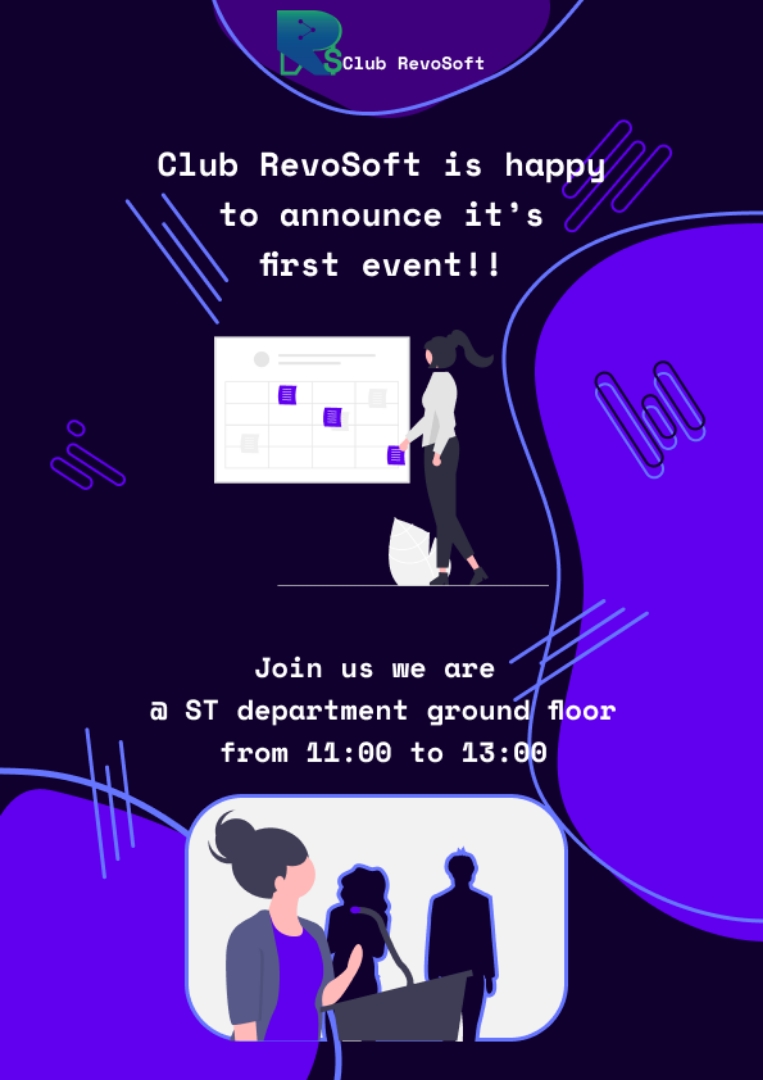 Club RevoSoft
Club RevoSoft is happy
to announce it's
first event!!
Join us we are
@ ST department ground floor
from 11:00 to 13:00